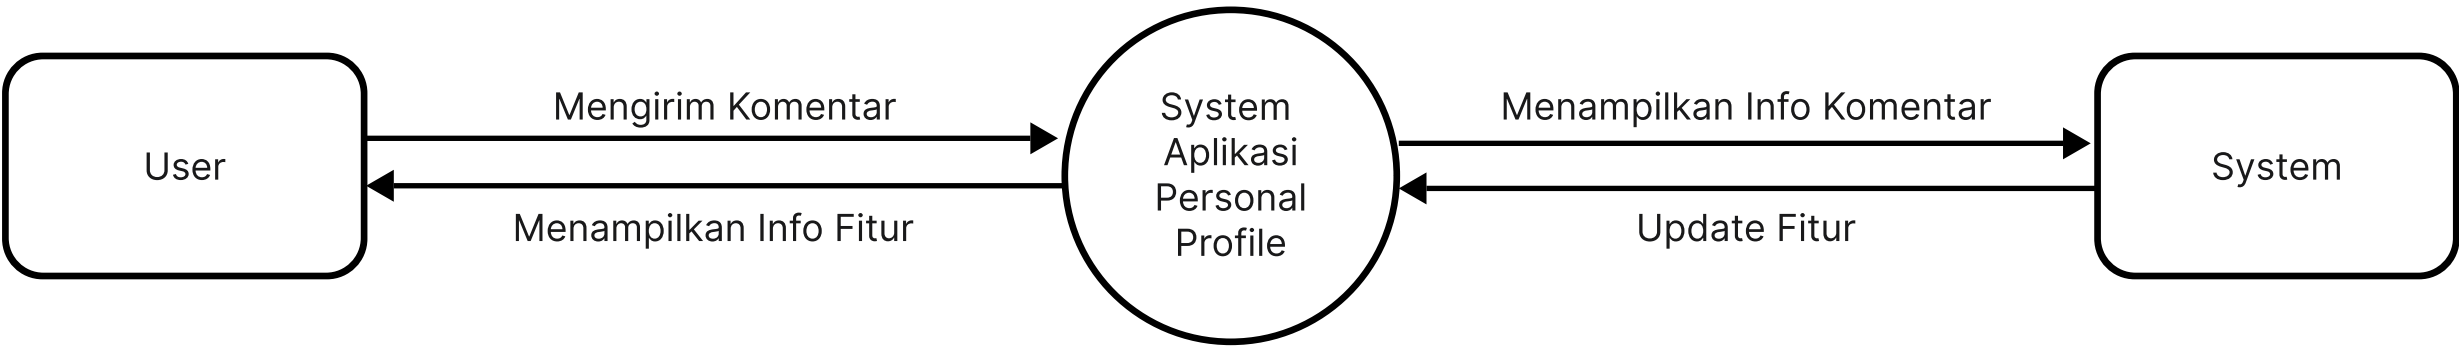 User
Mengirim Komentar
Menampilkan Info Fitur
System
Aplikasi
Personal
Profile
Menampilkan Info Komentar
Update Fitur
System